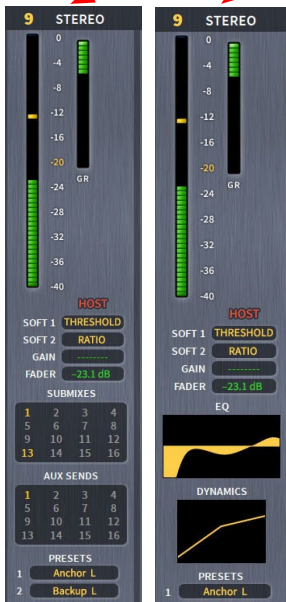 9 STEREO
0
-4
-8
-12
-16
-20
-24
-28
-32
-36
-40
GR
HOST
SOFT 1 THRESHOLD
SOFT 2 RATIO
GAIN --------
FADER -23.1 dB
SUBMIXES
1 2 3 4
5 6 7 8
9 10 11 12
13 14 15 16
AUX SENDS
1 2 3 4
5 6 7 8
9 10 11 12
13 14 15 16
PRESETS
1 Anchor L
2 Backup L
9 STEREO
0
-4
-8
-12
-16
-20
-24
-28
-32
-36
-40
GR
HOST
SOFT 1 THRESHOLD
SOFT 2 RATIO
GAIN --------
FADER -23.1 dB
EQ
DYNAMICS
PRESETS
1 Anchor L